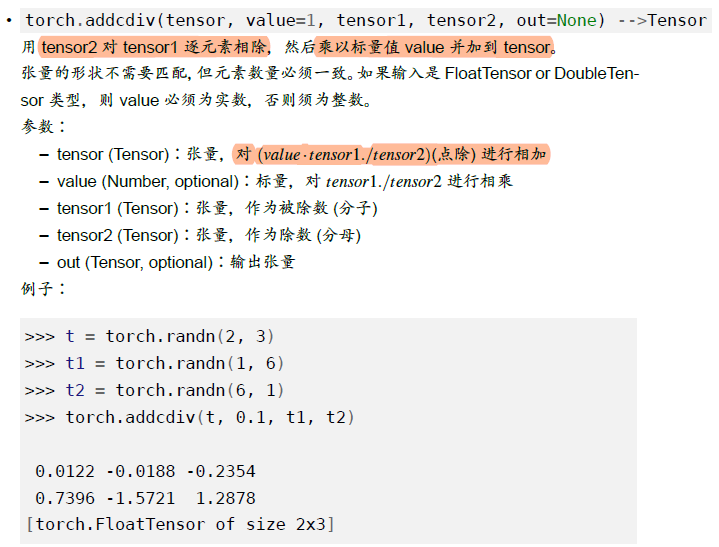 • torch.addcdiv(tensor, value=1, tensor1, tensor2, out=None) -->Tensor
用 tensor2 对 tensor1 逐元素相除，然后乘以标量值 value 并加到 tensor。
张量的形状不需要匹配，但元素数量必须一致。如果输入是 FloatTensor or DoubleTen-
sor 类型，则 value 必须为实数，否则须为整数。
参数：
– tensor (Tensor)：张量，对 (value·tensor1./tensor2)(点除) 进行相加
– value (Number, optional)：标量，对 tensor1./tensor2 进行相乘
– tensor1 (Tensor)：张量，作为被除数 (分子)
– tensor2 (Tensor)：张量，作为除数 (分母)
– out (Tensor, optional)：输出张量
例子：
>>> t = torch.randn(2, 3)
>>> t1 = torch.randn(1, 6)
>>> t2 = torch.randn(6, 1)
>>> torch.addcdiv(t, 0.1, t1, t2)
0.0122 -0.0188 -0.2354
0.7396 -1.5721 1.2878
[torch.FloatTensor of size 2x3]